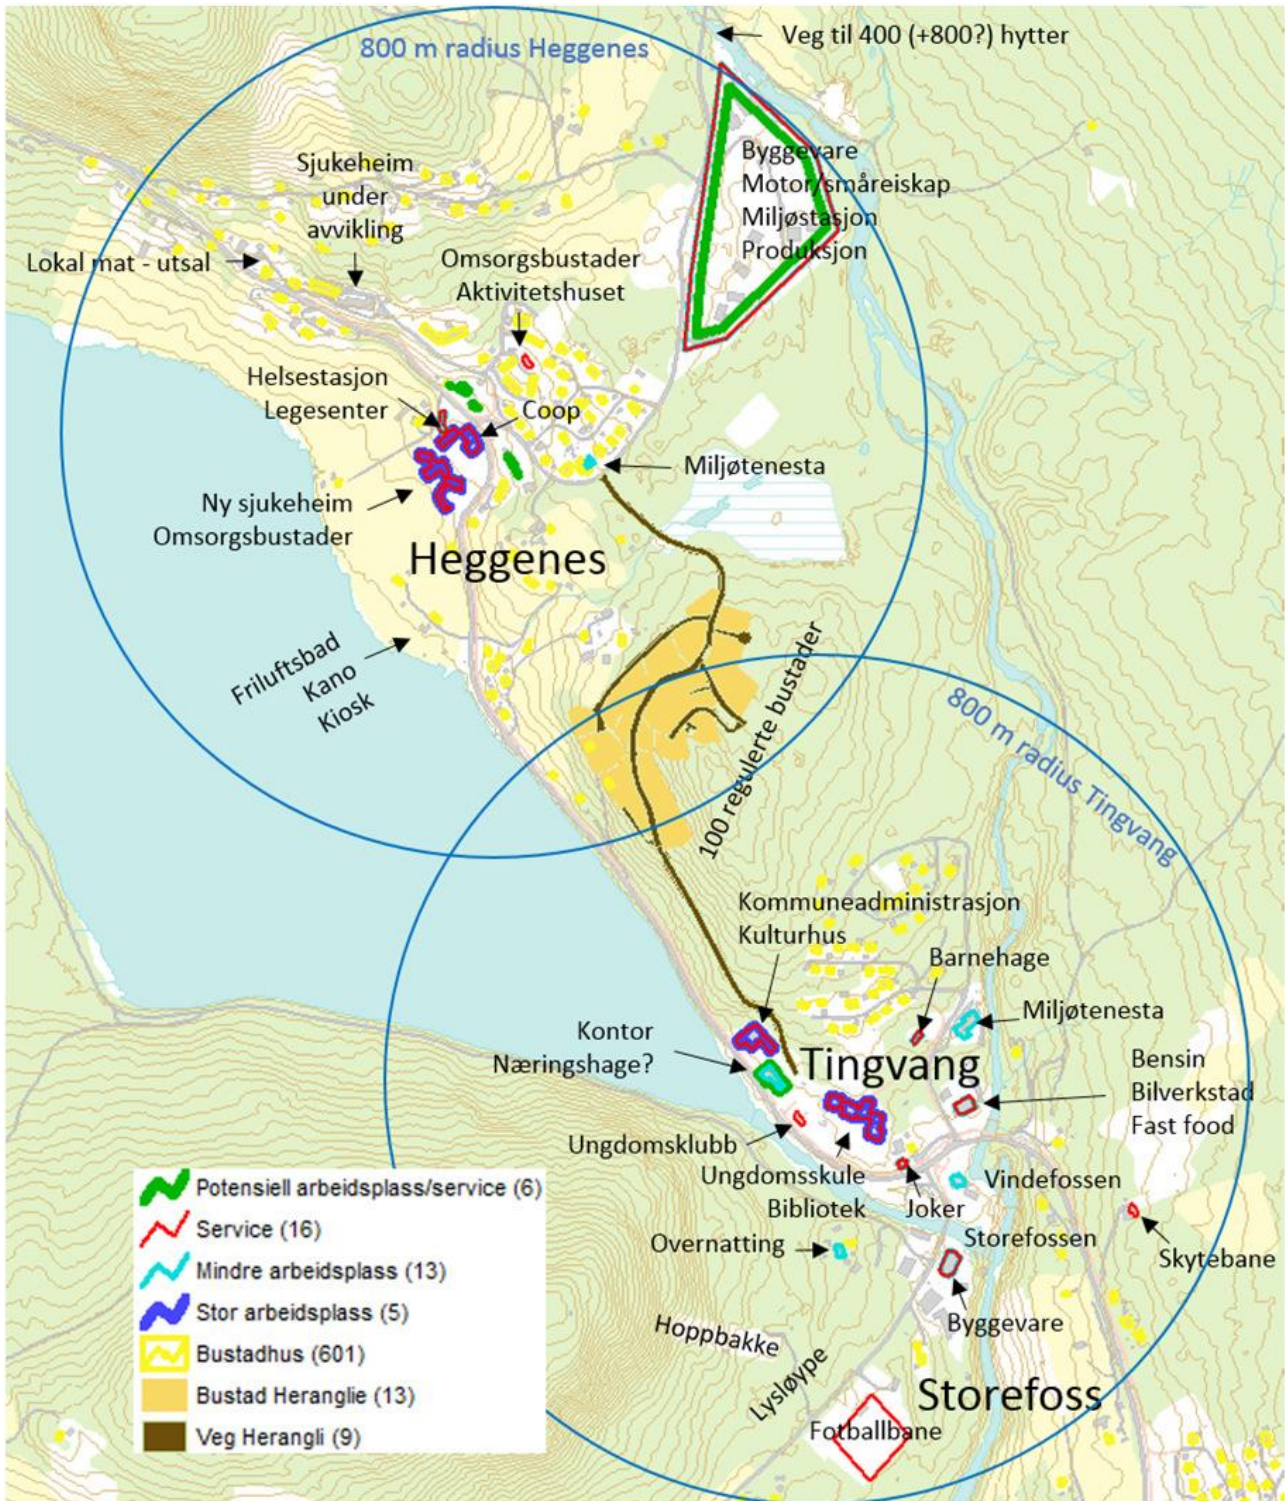 800 m radius Heggenes
Veg til 400 (+800?) hytter
Byggevare
Motor/småreiskap
Miljøstasjon
Produksjon
Sjukeheim
under
avvikling
Lokal mat - utsal
Omsorgsbustader
Aktivitetshuset
Helsestasjon
Legesenter
Coop
Miljøtenesta
Ny sjukeheim
Omsorgsbustader
Heggenes
Friluftsbad
Kano
Kiosk
100 regulerte bustader
800 m radius Tingvang
Kommuneadministrasjon
Kulturhus
Barnehage
Miljøtenesta
Kontor
Næringshage?
Tingvang
Bensin
Bilverkstad
Fast food
Ungdomsklubb
Ungdomsskule
Bibliotek
Joker
Vindefossen
Storefossen
Overnatting
Skytebane
Byggevare
Hoppbakke
Lysløype
Storefoss
Fotballbane
Potensiell arbeidsplass/service (6)
Service (16)
Mindre arbeidsplass (13)
Stor arbeidsplass (5)
Bustadhus (601)
Bustad Heranglie (13)
Veg Herangli (9)